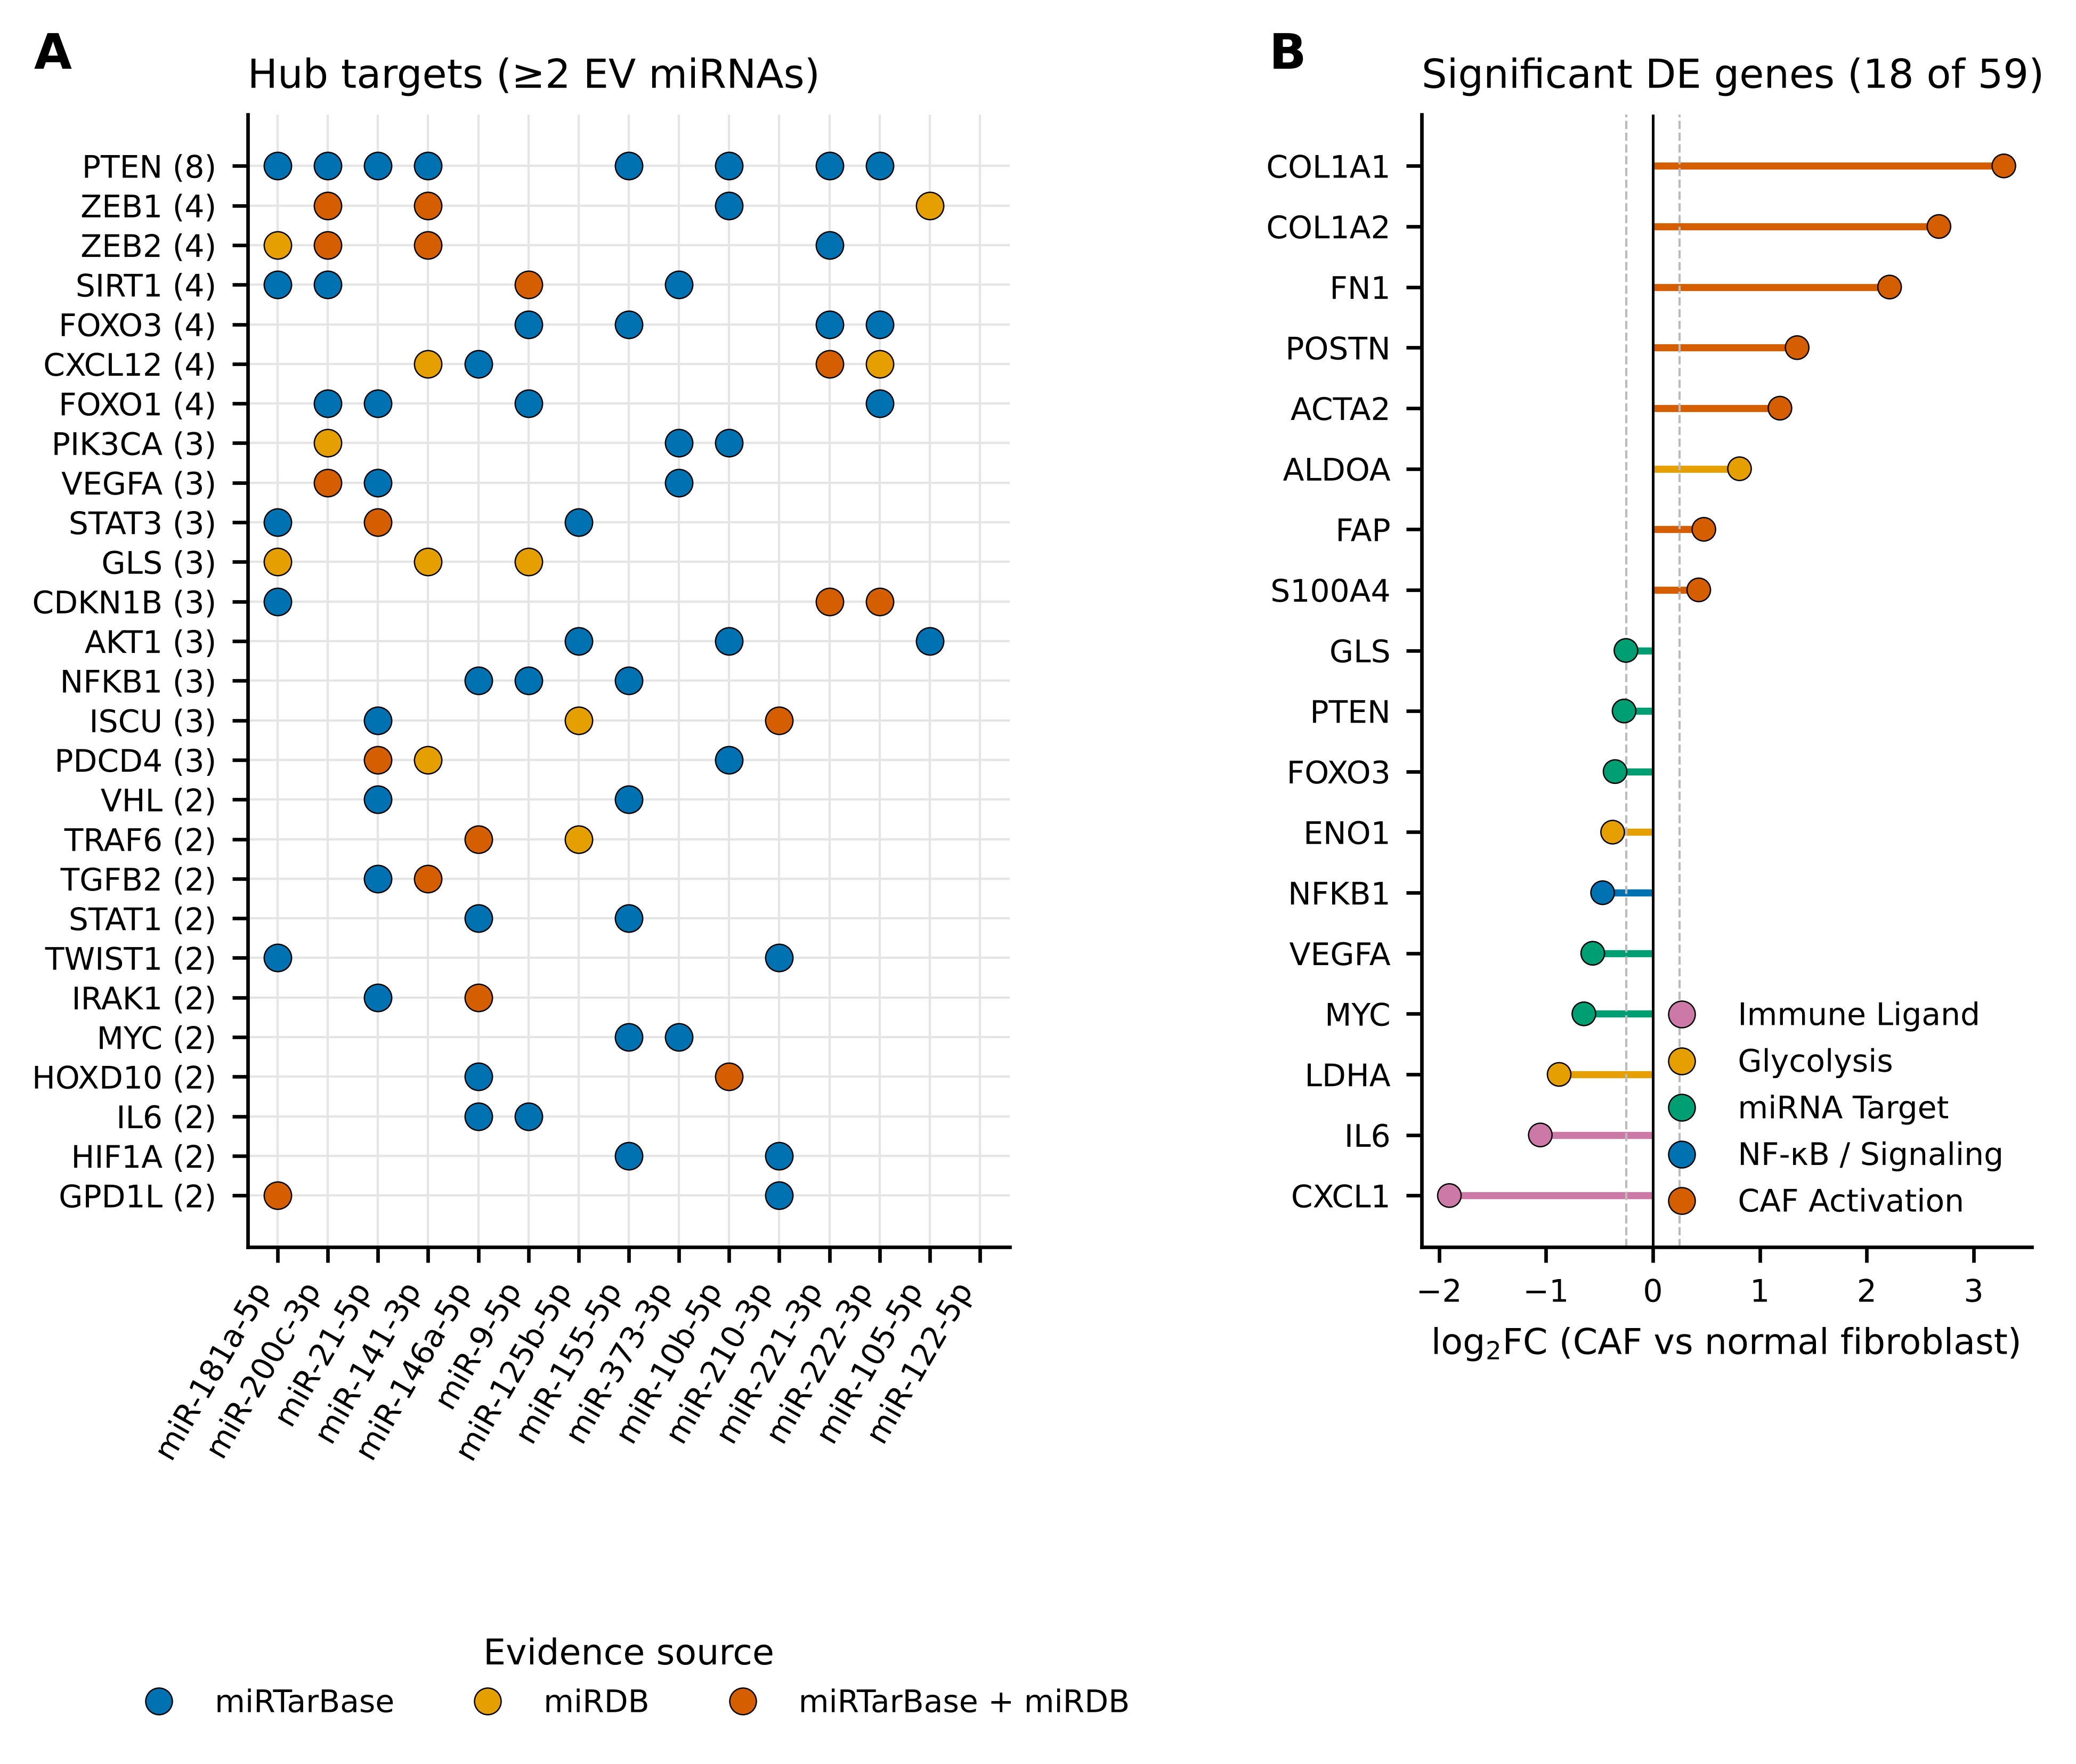 A
Hub targets (≥2 EV miRNAs)
PTEN (8)
ZEB1 (4)
ZEB2 (4)
SIRT1 (4)
FOXO3 (4)
CXCL12 (4)
FOXO1 (4)
PIK3CA (3)
VEGFA (3)
STAT3 (3)
GLS (3)
CDKN1B (3)
AKT1 (3)
NFKB1 (3)
ISCU (3)
PDCD4 (3)
VHL (2)
TRAF6 (2)
TGFB2 (2)
STAT1 (2)
TWIST1 (2)
IRAK1 (2)
MYC (2)
HOXD10 (2)
IL6 (2)
HIF1A (2)
GPD1L (2)
miR-181a-5p
miR-200c-3p
miR-21-5p
miR-141-3p
miR-146a-5p
miR-9-5p
miR-125b-5p
miR-155-5p
miR-373-3p
miR-10b-5p
miR-210-3p
miR-221-3p
miR-222-3p
miR-105-5p
miR-122-5p
Evidence source
miRTarBase
miRDB
miRTarBase + miRDB
B
Significant DE genes (18 of 59)
COL1A1
COL1A2
FN1
POSTN
ACTA2
ALDOA
FAP
S100A4
GLS
PTEN
FOXO3
ENO1
NFKB1
VEGFA
MYC
LDHA
IL6
CXCL1
Immune Ligand
Glycolysis
miRNA Target
NF-κB / Signaling
CAF Activation
−2 −1 0 1 2 3
log₂FC (CAF vs normal fibroblast)